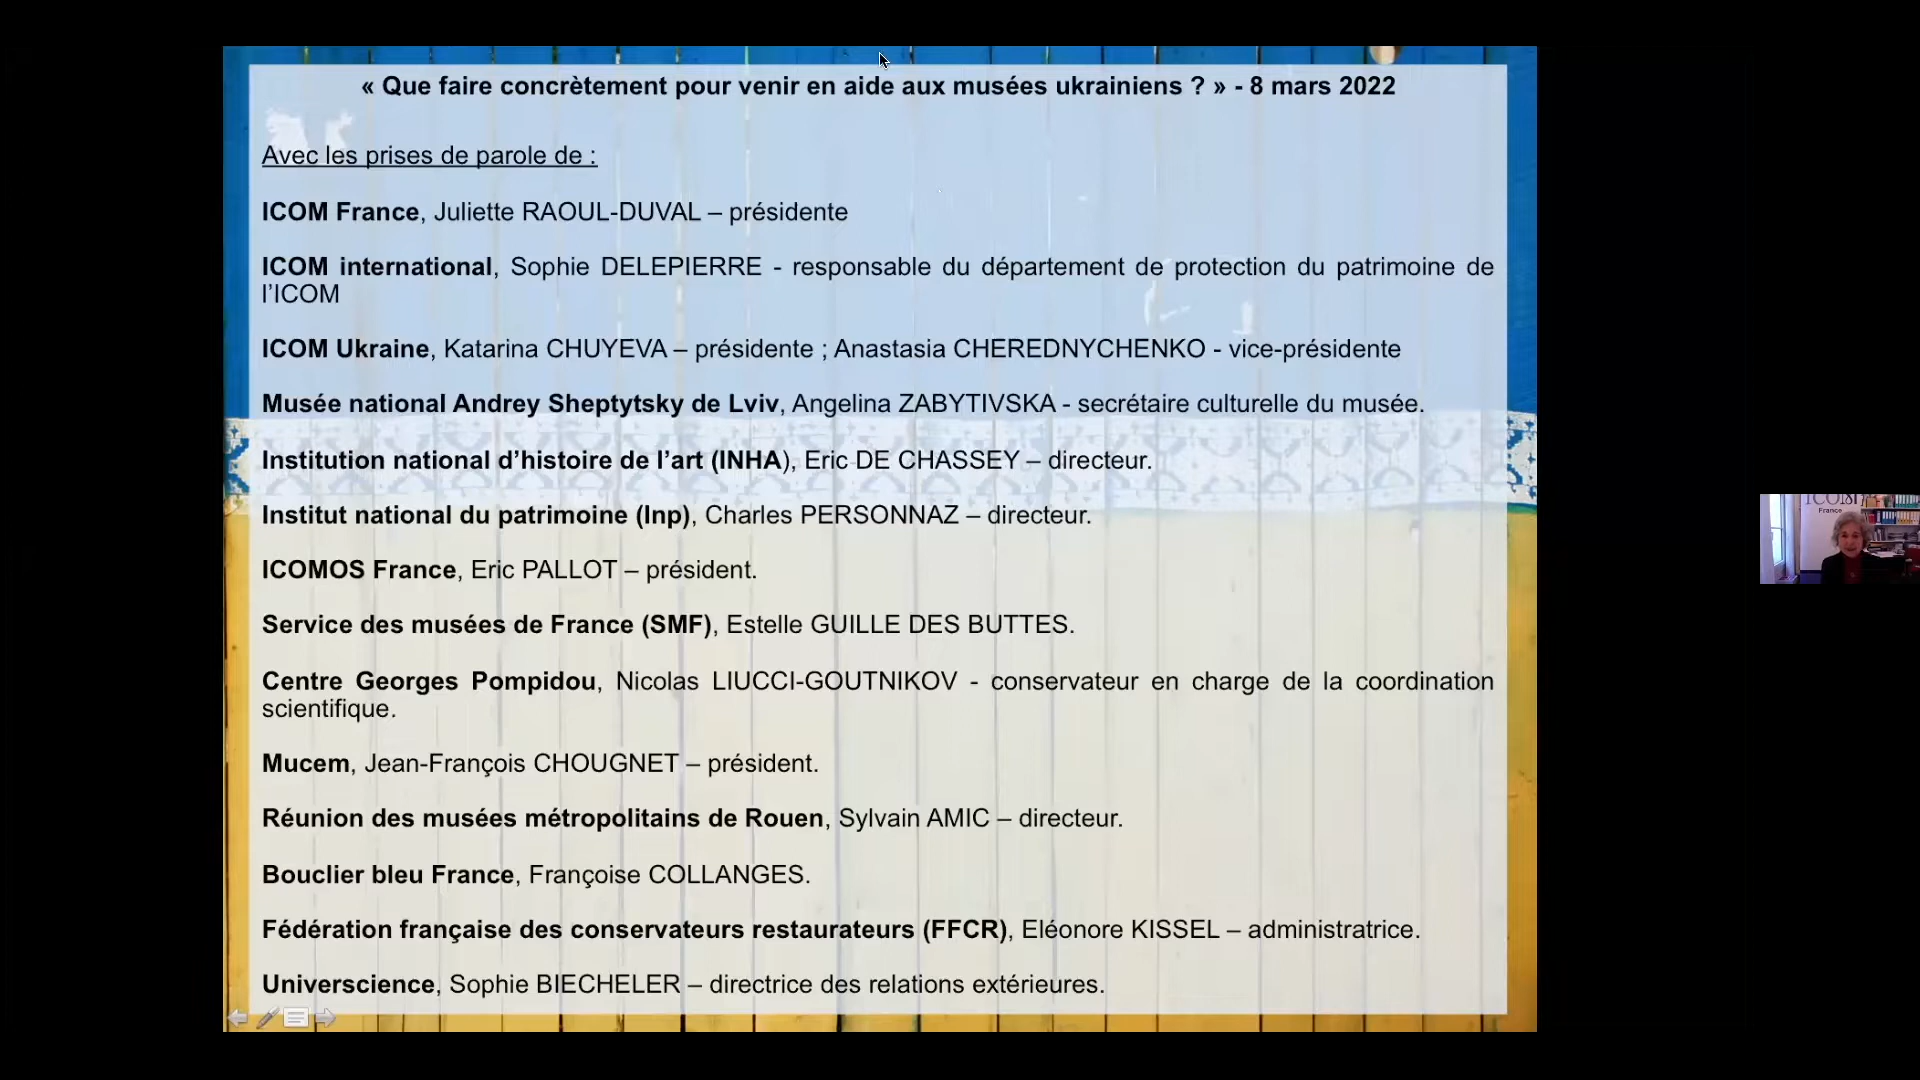 « Que faire concrètement pour venir en aide aux musées ukrainiens ? » - 8 mars 2022
Avec les prises de parole de :
ICOM France, Juliette RAOUL-DUVAL – présidente
ICOM international, Sophie DELEPIERRE - responsable du département de protection du patrimoine de
l’ICOM
ICOM Ukraine, Katarina CHUYEVA – présidente ; Anastasia CHEREDNYCHENKO - vice-présidente
Musée national Andrey Sheptytsky de Lviv, Angelina ZABYTIVSKA - secrétaire culturelle du musée.
Institution national d’histoire de l’art (INHA), Eric DE CHASSEY – directeur.
Institut national du patrimoine (Inp), Charles PERSONNAZ – directeur.
ICOMOS France, Eric PALLOT – président.
Service des musées de France (SMF), Estelle GUILLE DES BUTTES.
Centre Georges Pompidou, Nicolas LIUCCI-GOUTNIKOV - conservateur en charge de la coordination
scientifique.
Mucem, Jean-François CHOUGNET – président.
Réunion des musées métropolitains de Rouen, Sylvain AMIC – directeur.
Bouclier bleu France, Françoise COLLANGES.
Fédération française des conservateurs restaurateurs (FFCR), Eléonore KISSEL – administratrice.
Universcience, Sophie BIECHELER – directrice des relations extérieures.
ICOM
France